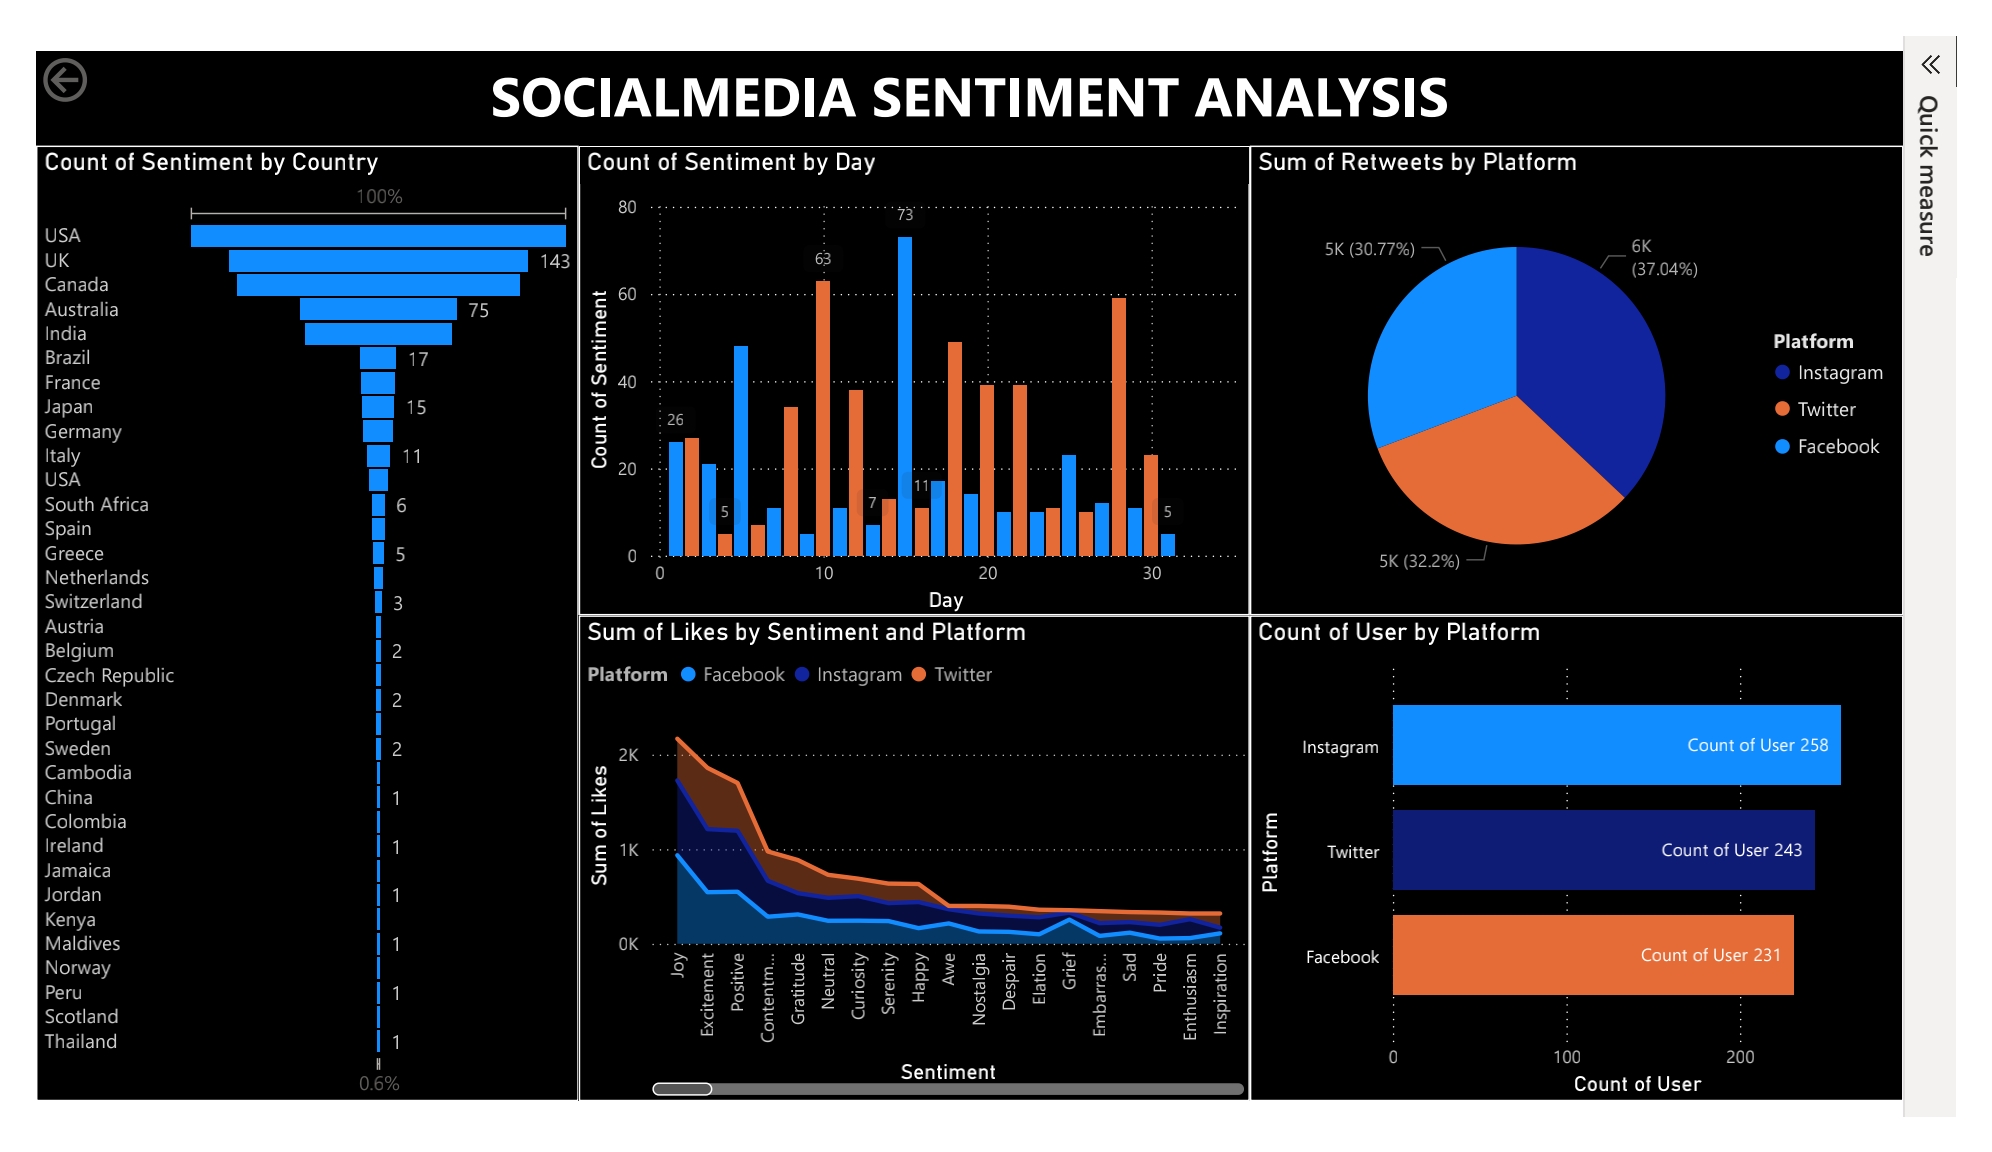 SOCIALMEDIA SENTIMENT ANALYSIS
Quick measure
Count of Sentiment by Country
100%
USA
UK 143
Canada
Australia 75
India
Brazil 17
France
Japan 15
Germany
Italy 11
USA
South Africa 6
Spain
Greece 5
Netherlands
Switzerland 3
Austria
Belgium 2
Czech Republic
Denmark 2
Portugal
Sweden 2
Cambodia
China 1
Colombia
Ireland 1
Jamaica
Jordan 1
Kenya
Maldives 1
Norway
Peru 1
Scotland
Thailand 1
0.6%
Count of Sentiment by Day
Count of Sentiment
80
60
40
20
0
26
5
63
7
73
11
5
0 10 20 30
Day
Sum of Retweets by Platform
5K (30.77%)
6K
(37.04%)
5K (32.2%)
Platform
Instagram
Twitter
Facebook
Sum of Likes by Sentiment and Platform
Platform Facebook Instagram Twitter
Sum of Likes
2K
1K
0K
Joy
Excitement
Positive
Contentm...
Gratitude
Neutral
Curiosity
Serenity
Happy
Awe
Nostalgia
Despair
Elation
Grief
Embarras...
Sad
Pride
Enthusiasm
Inspiration
Sentiment
Count of User by Platform
Platform
Instagram Count of User 258
Twitter Count of User 243
Facebook Count of User 231
0 100 200
Count of User